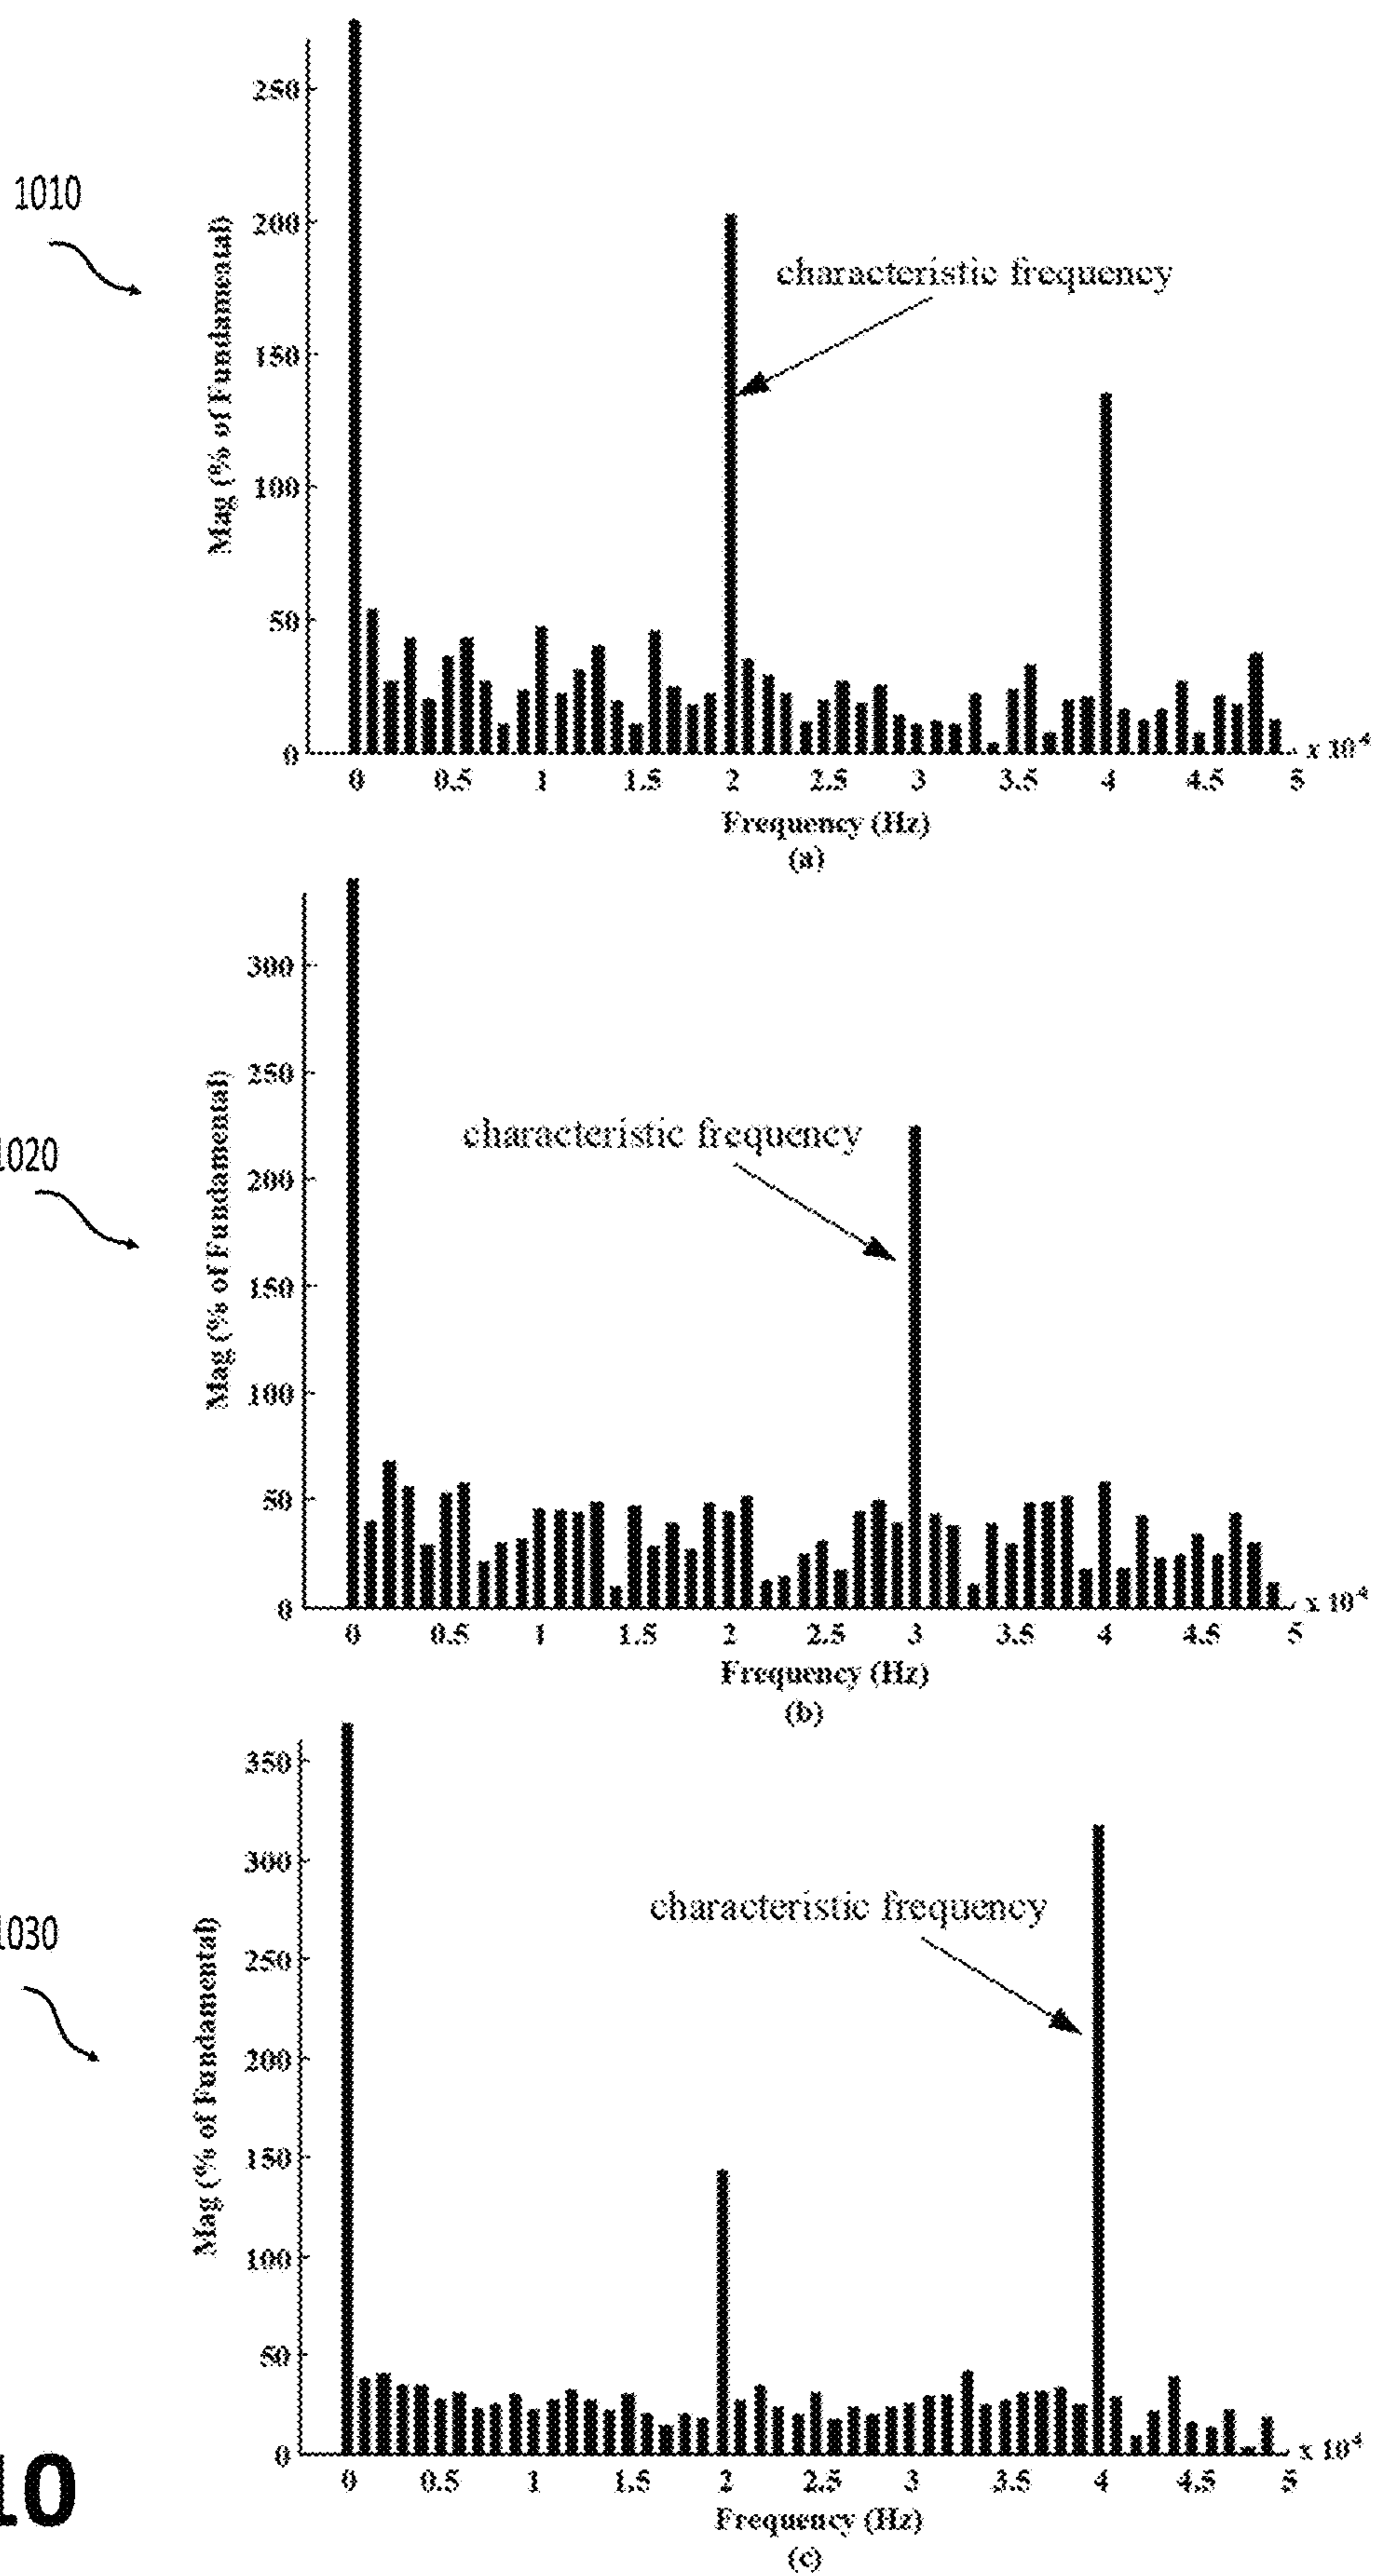 1010
Mag (% of Fundamental)
250
200
150
100
50
0
characteristic frequency
0 0.5 1 1.5 2 2.5 3 3.5 4 4.5 5
x 10⁴
Frequency (Hz)
(a)
1020
Mag (% of Fundamental)
300
250
200
150
100
50
0
characteristic frequency
0 0.5 1 1.5 2 2.5 3 3.5 4 4.5 5
x 10⁴
Frequency (Hz)
(b)
1030
Mag (% of Fundamental)
350
300
250
200
150
100
50
0
characteristic frequency
0 0.5 1 1.5 2 2.5 3 3.5 4 4.5 5
x 10⁴
Frequency (Hz)
(c)
10